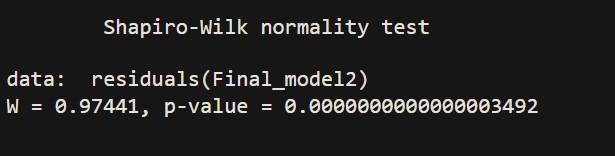 Shapiro-Wilk normality test
data:  residuals(Final_model2)
W = 0.97441, p-value = 0.0000000000000003492